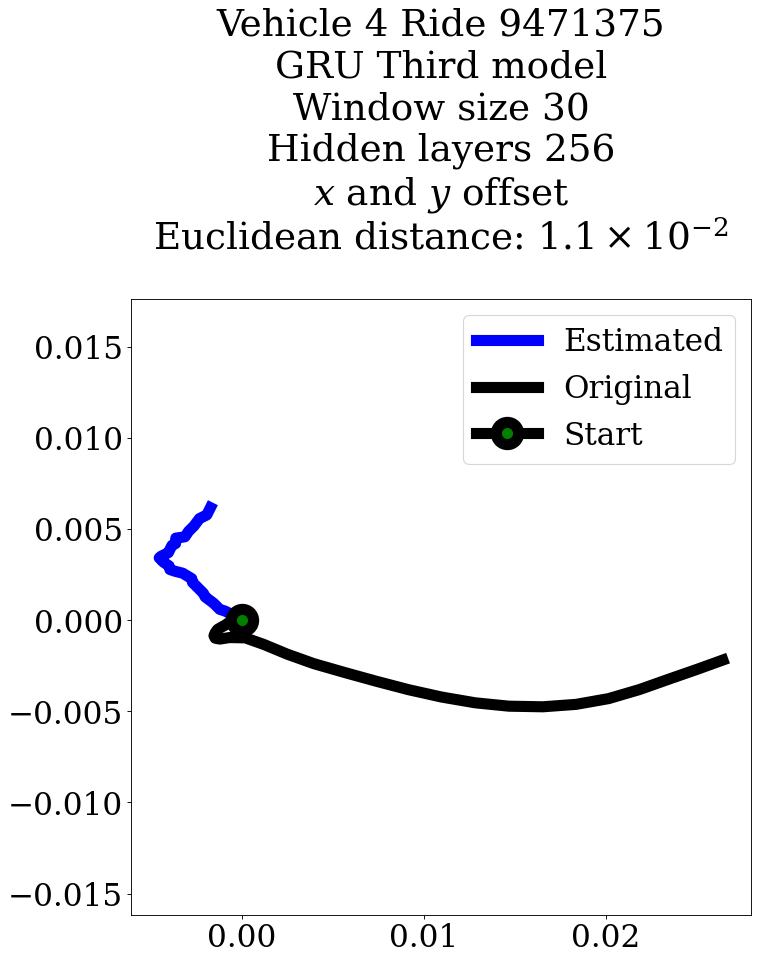 Vehicle 4 Ride 9471375
GRU Third model
Window size 30
Hidden layers 256
x and y offset
Euclidean distance: 1.1 × 10⁻²
Estimated
Original
Start
0.015
0.010
0.005
0.000
−0.005
−0.010
−0.015
0.00 0.01 0.02